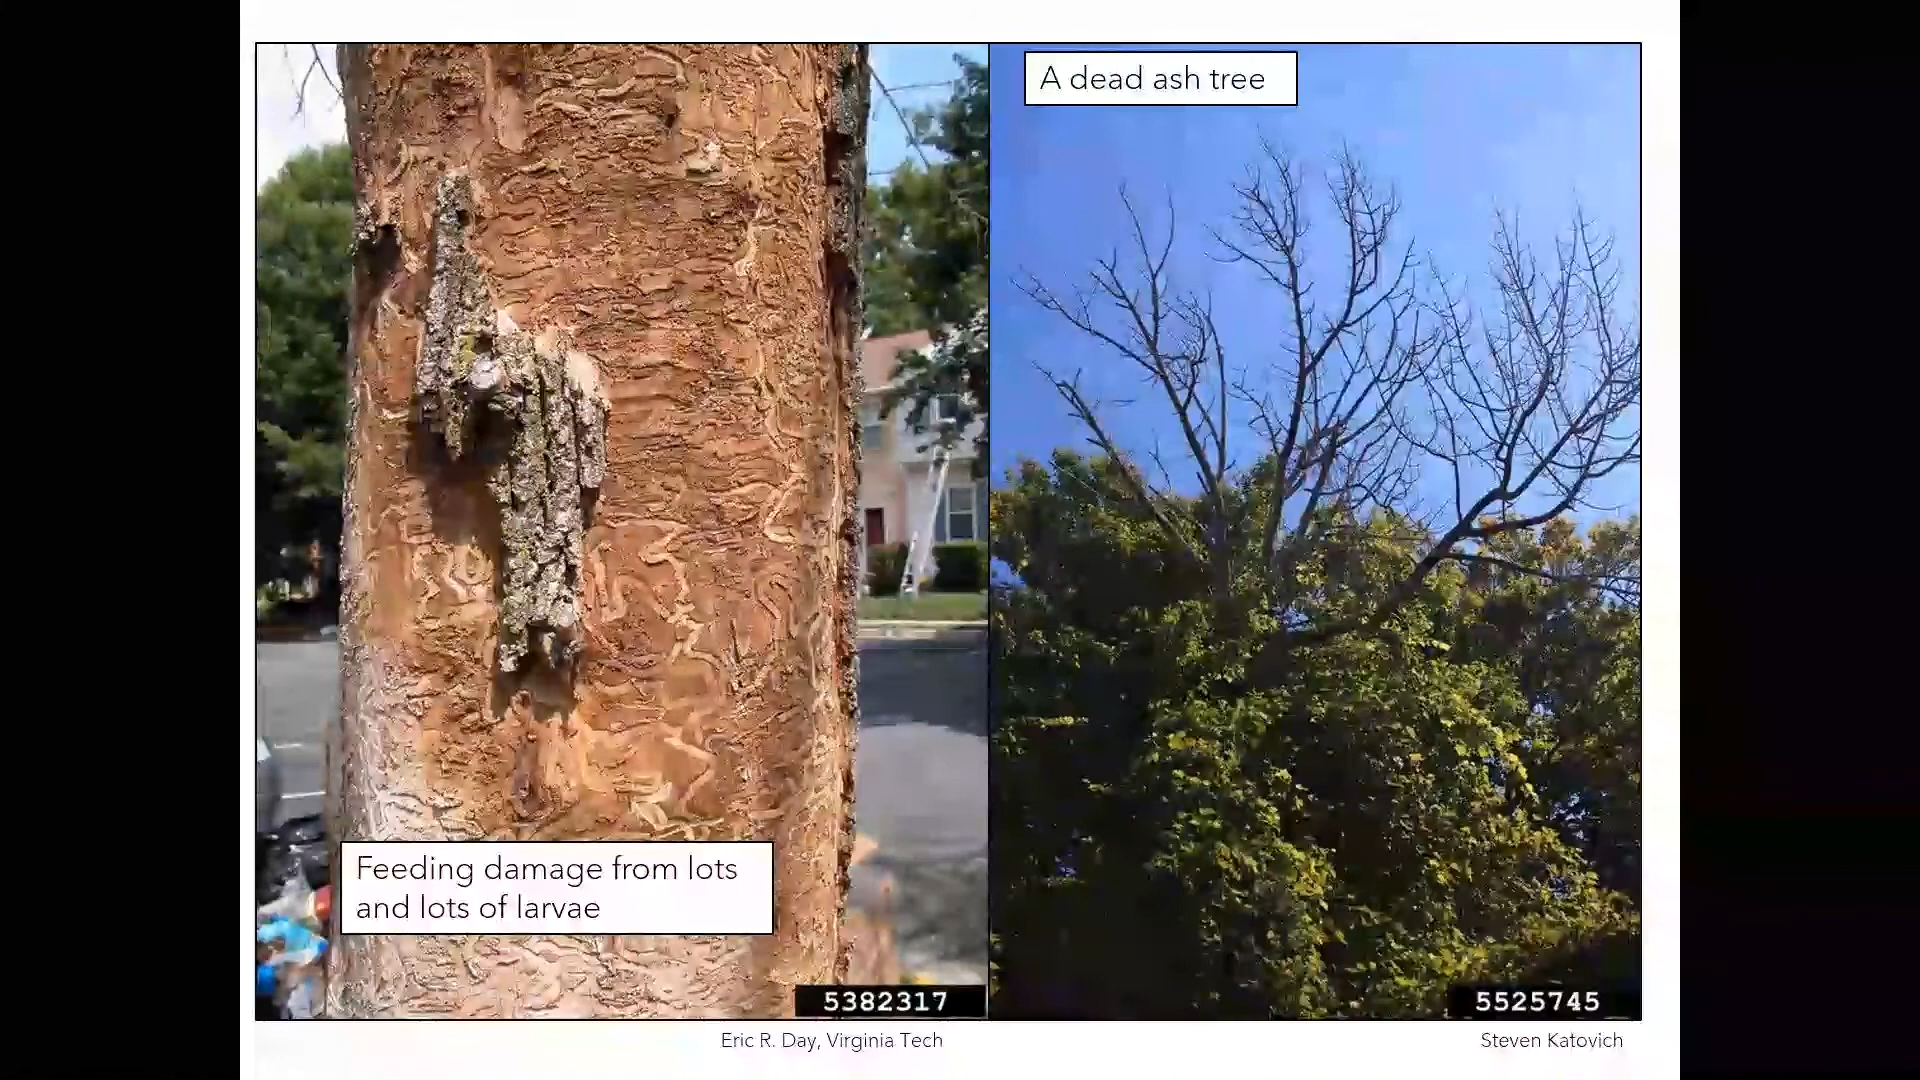 A dead ash tree
Feeding damage from lots
and lots of larvae
5382317
5525745
Eric R. Day, Virginia Tech
Steven Katovich